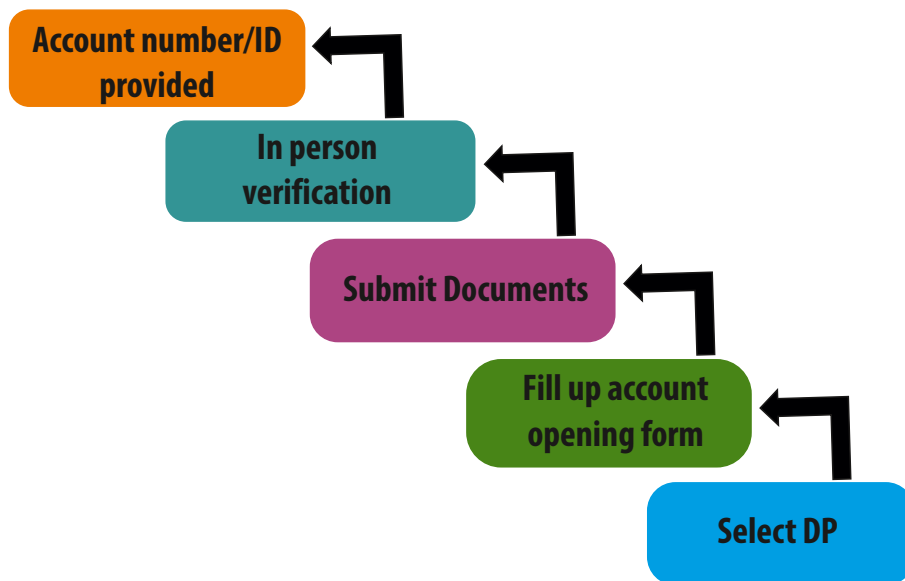 Account number/ID
provided
In person
verification
Submit Documents
Fill up account
opening form
Select DP